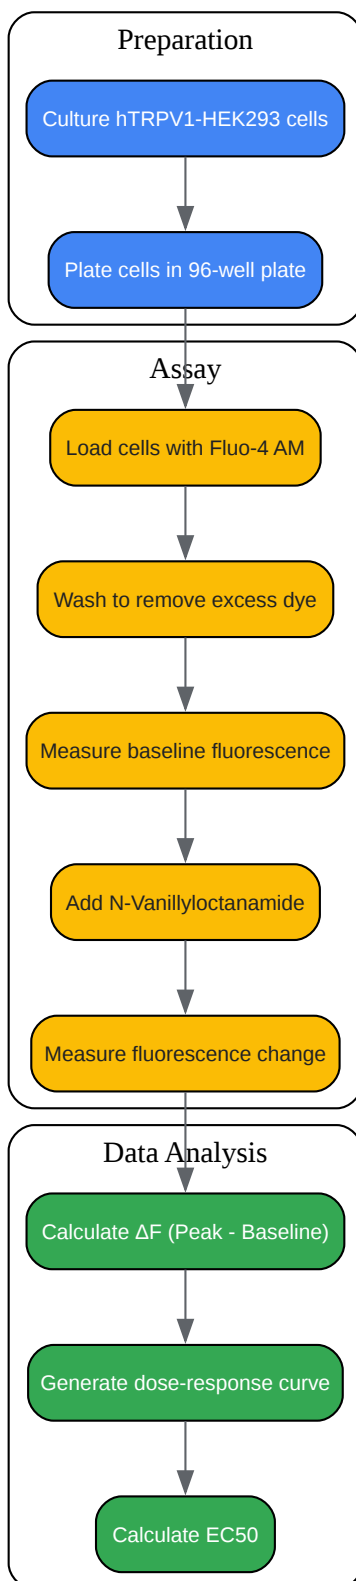 Preparation
Culture hTRPV1-HEK293 cells
Plate cells in 96-well plate
Assay
Load cells with Fluo-4 AM
Wash to remove excess dye
Measure baseline fluorescence
Add N-Vanillyloctanamide
Measure fluorescence change
Data Analysis
Calculate ΔF (Peak - Baseline)
Generate dose-response curve
Calculate EC50